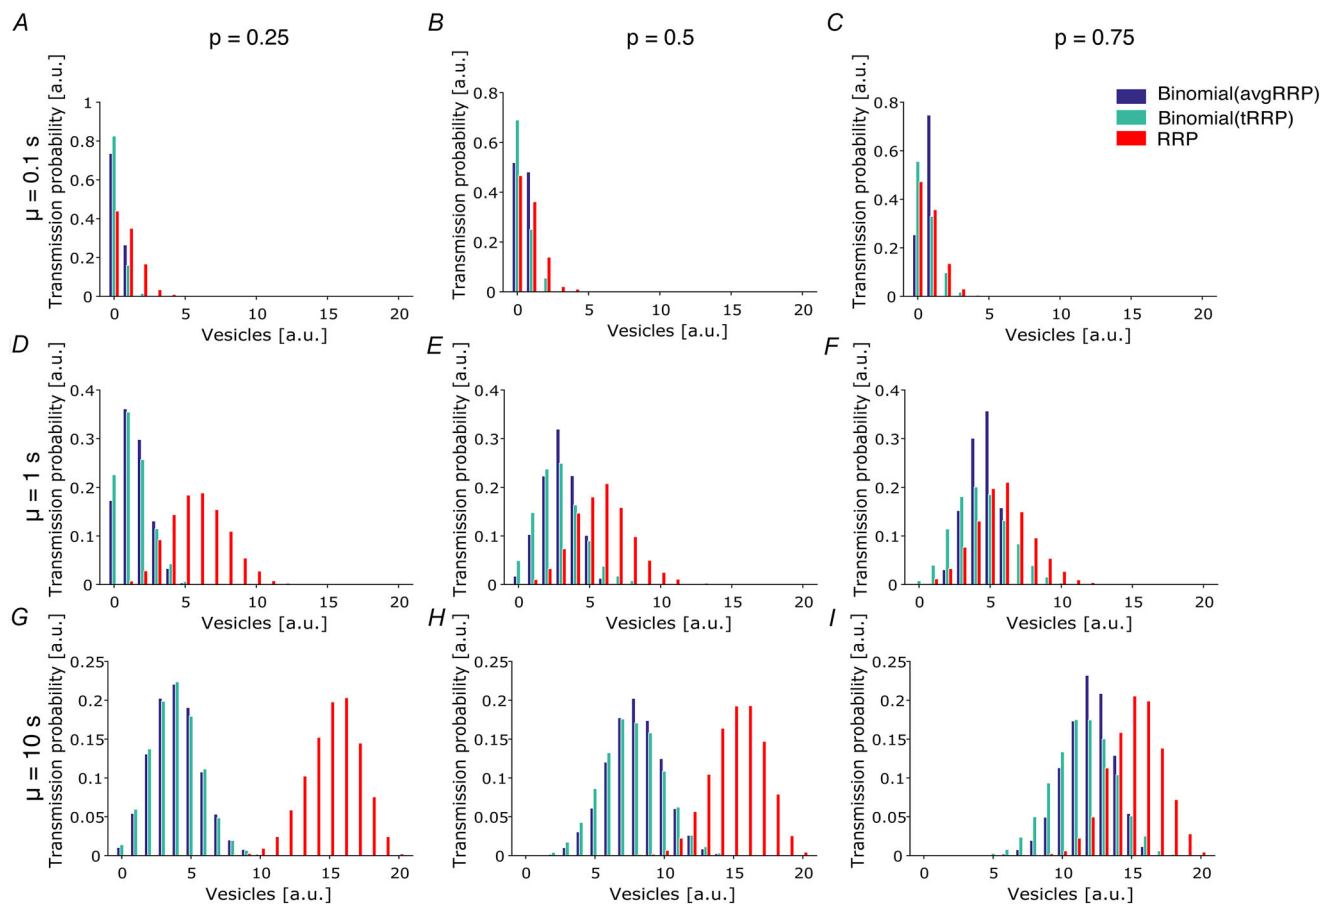 A
p = 0.25
B
p = 0.5
C
p = 0.75
Binomial(avgRRP)
Binomial(tRRP)
RRP
μ = 0.1 s
Transmission probability [a.u.]
1
0.8
0.6
0.4
0.2
0
0 5 10 15 20
Vesicles [a.u.]
Transmission probability [a.u.]
0.8
0.6
0.4
0.2
0
0 5 10 15 20
Vesicles [a.u.]
Transmission probability [a.u.]
0.8
0.6
0.4
0.2
0
0 5 10 15 20
Vesicles [a.u.]
D
μ = 1 s
Transmission probability [a.u.]
0.4
0.3
0.2
0.1
0
0 5 10 15 20
Vesicles [a.u.]
E
Transmission probability [a.u.]
0.4
0.3
0.2
0.1
0
0 5 10 15 20
Vesicles [a.u.]
F
Transmission probability [a.u.]
0.4
0.3
0.2
0.1
0
0 5 10 15 20
Vesicles [a.u.]
G
μ = 10 s
Transmission probability [a.u.]
0.25
0.2
0.15
0.1
0.05
0
0 5 10 15 20
Vesicles [a.u.]
H
Transmission probability [a.u.]
0.25
0.2
0.15
0.1
0.05
0
0 5 10 15 20
Vesicles [a.u.]
I
Transmission probability [a.u.]
0.25
0.2
0.15
0.1
0.05
0
0 5 10 15 20
Vesicles [a.u.]